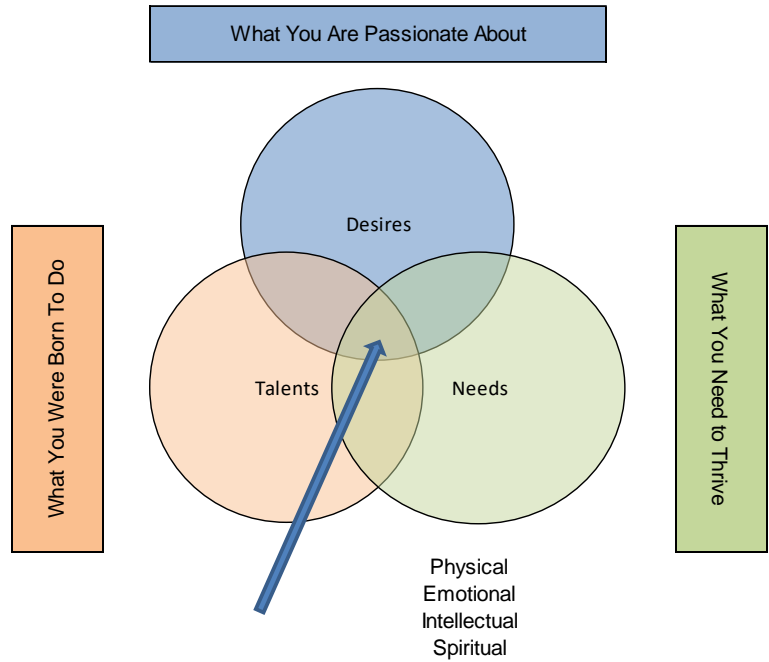 What You Are Passionate About
Desires
What You Were Born To Do
Talents
Needs
What You Need to Thrive
Physical
Emotional
Intellectual
Spiritual